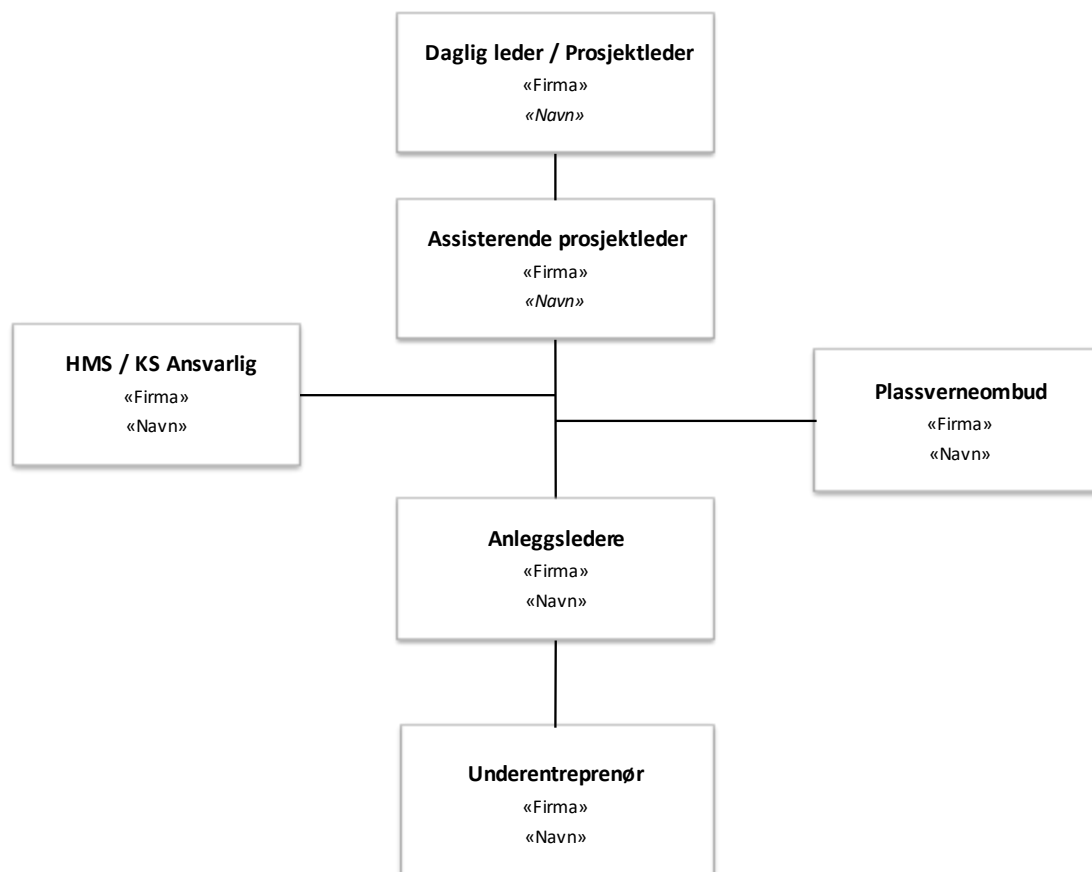 Daglig leder / Prosjektleder
«Firma»
«Navn»
Assisterende prosjektleder
«Firma»
«Navn»
HMS / KS Ansvarlig
«Firma»
«Navn»
Plassverneombud
«Firma»
«Navn»
Anleggsledere
«Firma»
«Navn»
Underentreprenør
«Firma»
«Navn»